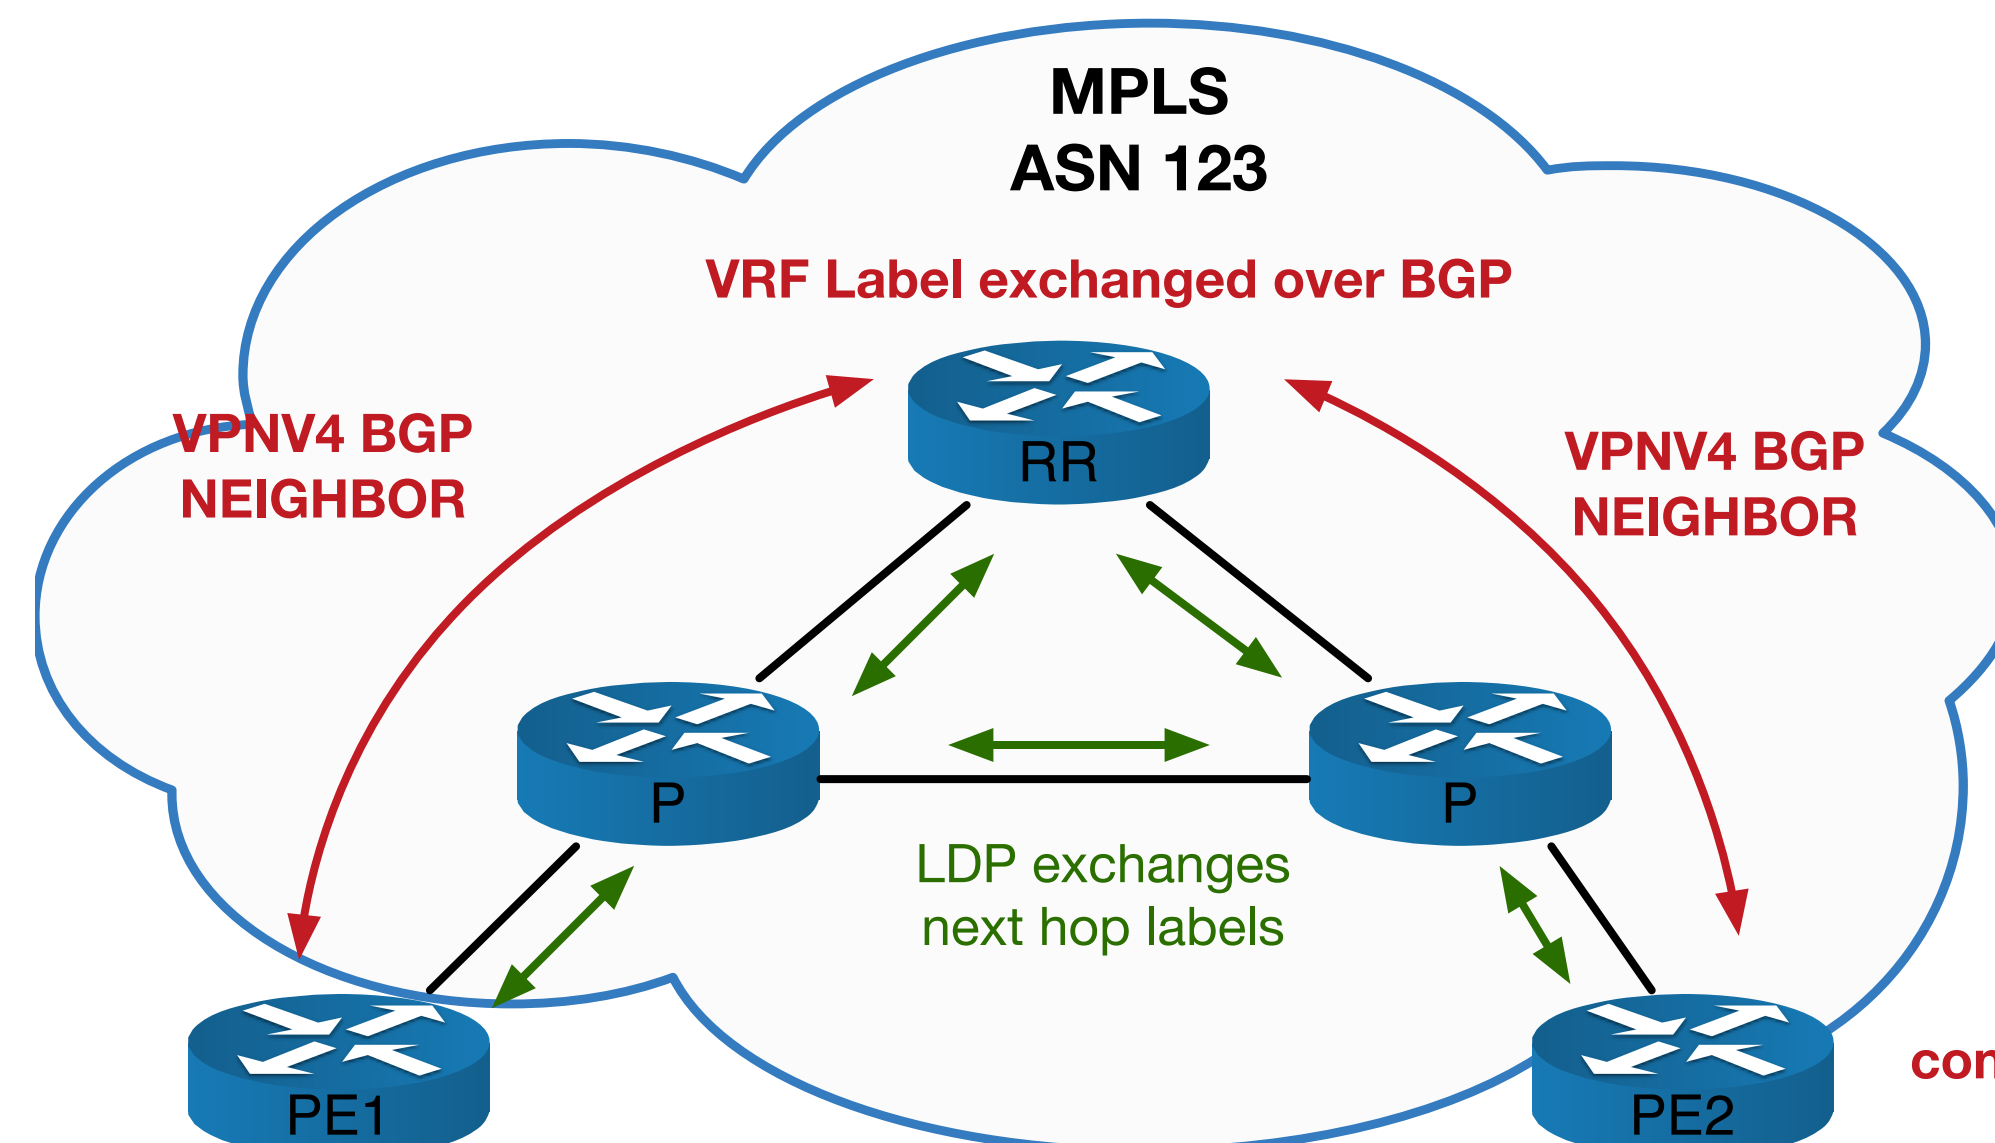 MPLS
ASN 123
VRF Label exchanged over BGP
VPNV4 BGP
NEIGHBOR
VPNV4 BGP
NEIGHBOR
RR
P
P
LDP exchanges
next hop labels
PE1
PE2